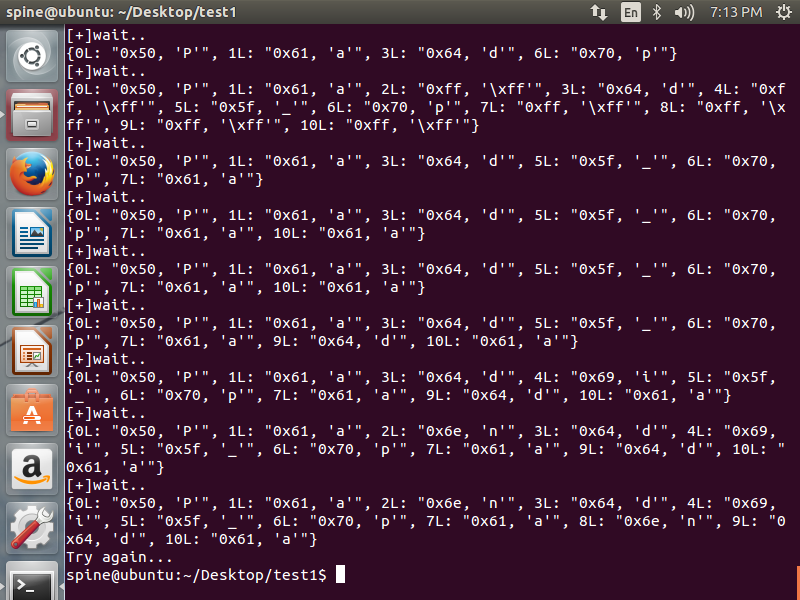 spine@ubuntu: ~/Desktop/test1 En 7:13 PM
[+]wait..
{0L: "0x50, 'P'", 1L: "0x61, 'a'", 3L: "0x64, 'd'", 6L: "0x70, 'p'"}
[+]wait..
{0L: "0x50, 'P'", 1L: "0x61, 'a'", 2L: "0xff, '\xff'", 3L: "0x64, 'd'", 4L: "0xf
f, '\xff'", 5L: "0x5f, '_'", 6L: "0x70, 'p'", 7L: "0xff, '\xff'", 8L: "0xff, '\x
ff'", 9L: "0xff, '\xff'", 10L: "0xff, '\xff'"}
[+]wait..
{0L: "0x50, 'P'", 1L: "0x61, 'a'", 3L: "0x64, 'd'", 5L: "0x5f, '_'", 6L: "0x70,
'p'", 7L: "0x61, 'a'"}
[+]wait..
{0L: "0x50, 'P'", 1L: "0x61, 'a'", 3L: "0x64, 'd'", 5L: "0x5f, '_'", 6L: "0x70,
'p'", 7L: "0x61, 'a'", 10L: "0x61, 'a'"}
[+]wait..
{0L: "0x50, 'P'", 1L: "0x61, 'a'", 3L: "0x64, 'd'", 5L: "0x5f, '_'", 6L: "0x70,
'p'", 7L: "0x61, 'a'", 10L: "0x61, 'a'"}
[+]wait..
{0L: "0x50, 'P'", 1L: "0x61, 'a'", 3L: "0x64, 'd'", 5L: "0x5f, '_'", 6L: "0x70,
'p'", 7L: "0x61, 'a'", 9L: "0x64, 'd'", 10L: "0x61, 'a'"}
[+]wait..
{0L: "0x50, 'P'", 1L: "0x61, 'a'", 3L: "0x64, 'd'", 4L: "0x69, 'i'", 5L: "0x5f,
'_'", 6L: "0x70, 'p'", 7L: "0x61, 'a'", 9L: "0x64, 'd'", 10L: "0x61, 'a'"}
[+]wait..
{0L: "0x50, 'P'", 1L: "0x61, 'a'", 2L: "0x6e, 'n'", 3L: "0x64, 'd'", 4L: "0x69,
'i'", 5L: "0x5f, '_'", 6L: "0x70, 'p'", 7L: "0x61, 'a'", 9L: "0x64, 'd'", 10L: "
0x61, 'a'"}
[+]wait..
{0L: "0x50, 'P'", 1L: "0x61, 'a'", 2L: "0x6e, 'n'", 3L: "0x64, 'd'", 4L: "0x69,
'i'", 5L: "0x5f, '_'", 6L: "0x70, 'p'", 7L: "0x61, 'a'", 8L: "0x6e, 'n'", 9L: "0
x64, 'd'", 10L: "0x61, 'a'"}
Try again...
spine@ubuntu:~/Desktop/test1$